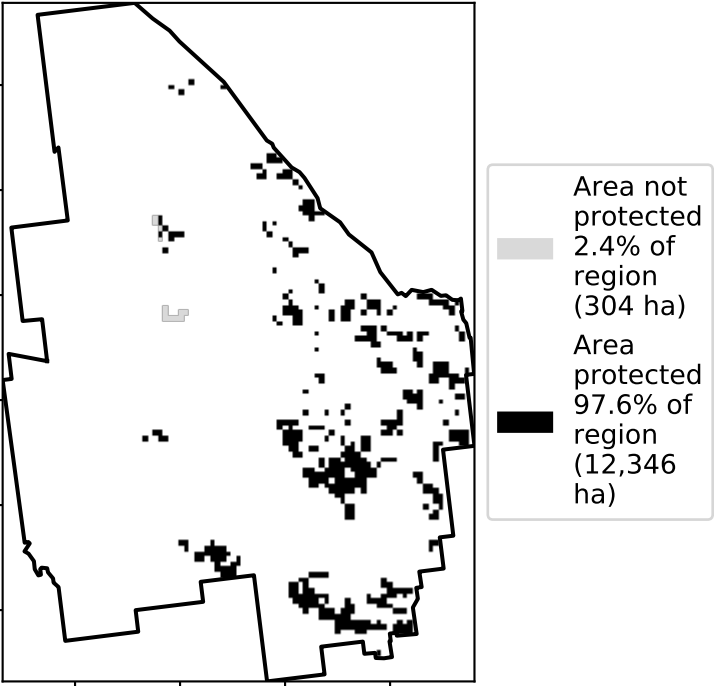 Area not
protected
2.4% of
region
(304 ha)
Area
protected
97.6% of
region
(12,346
ha)